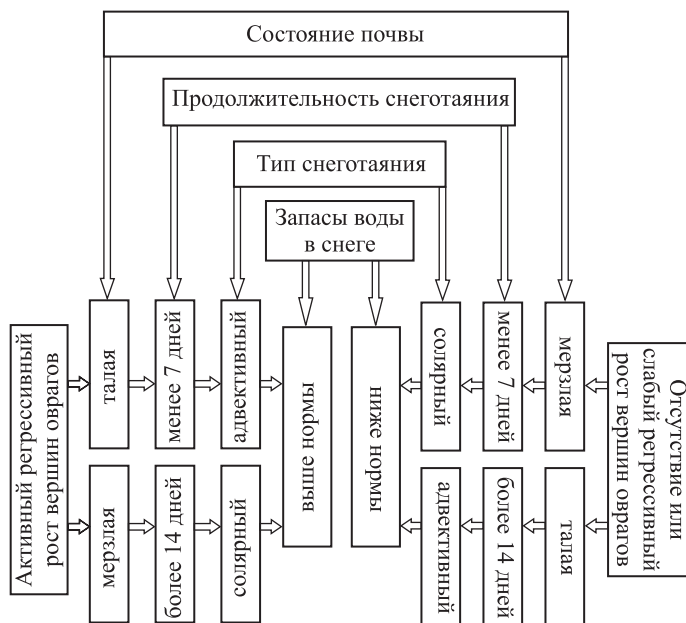 Состояние почвы
Продолжительность снеготаяния
Тип снеготаяния
Запасы воды
в снеге
Активный регрессивный
рост вершин оврагов
талая
менее 7 дней
адвективный
выше нормы
ниже нормы
солярный
менее 7 дней
мерзлая
Отсутствие или
слабый регрессивный
рост вершин оврагов
мерзлая
более 14 дней
солярный
адвективный
более 14 дней
талая